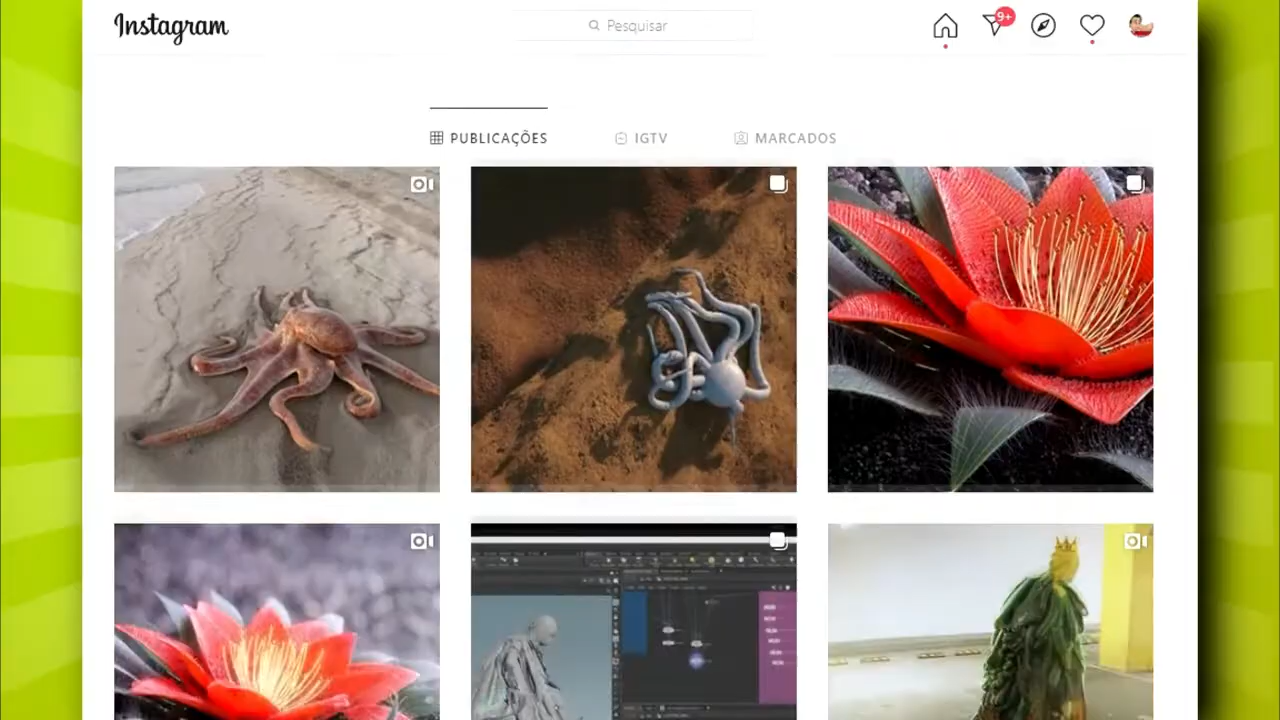 Instagram
Pesquisar
9+
PUBLICAÇÕES
IGTV
MARCADOS